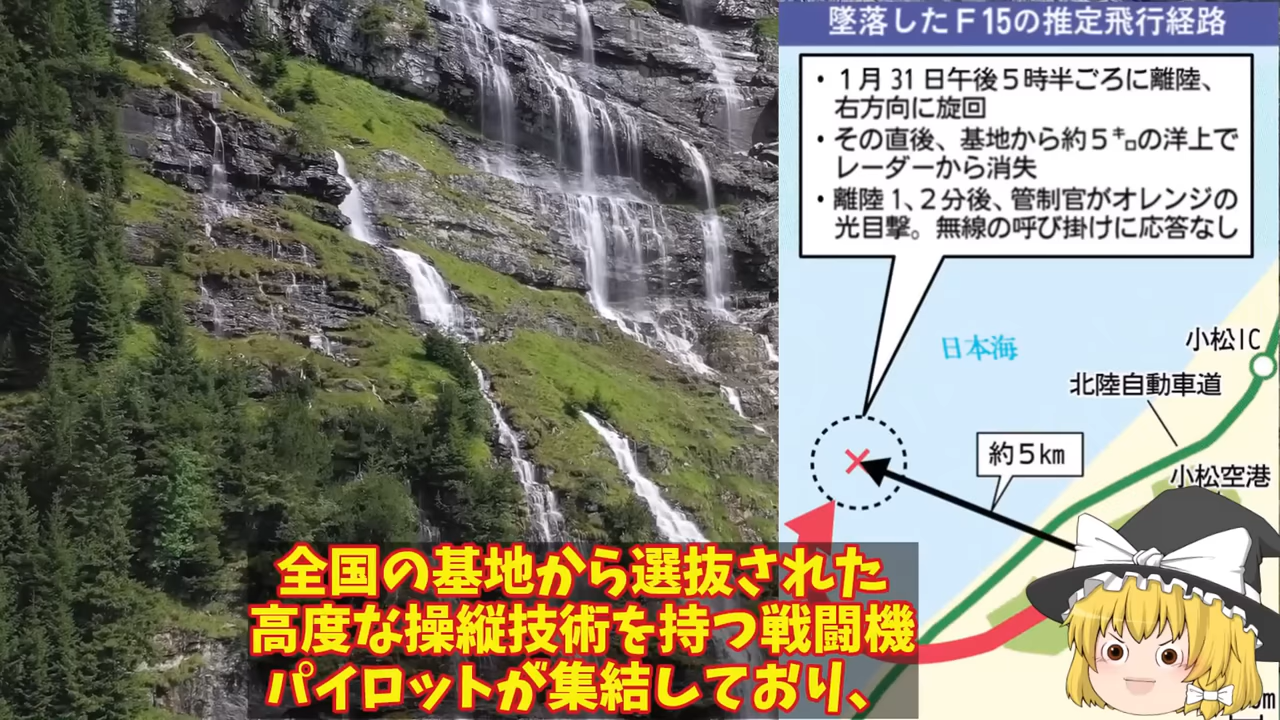 墜落したＦ15の推定飛行経路
・１月31日午後５時半ごろに離陸、
右方向に旋回
・その直後、基地から約５㌔の洋上で
レーダーから消失
・離陸１、２分後、管制官がオレンジの
光目撃。無線の呼び掛けに応答なし
日本海
小松IC
北陸自動車道
約５km
小松空港
全国の基地から選抜された
高度な操縦技術を持つ戦闘機
パイロットが集結しており、